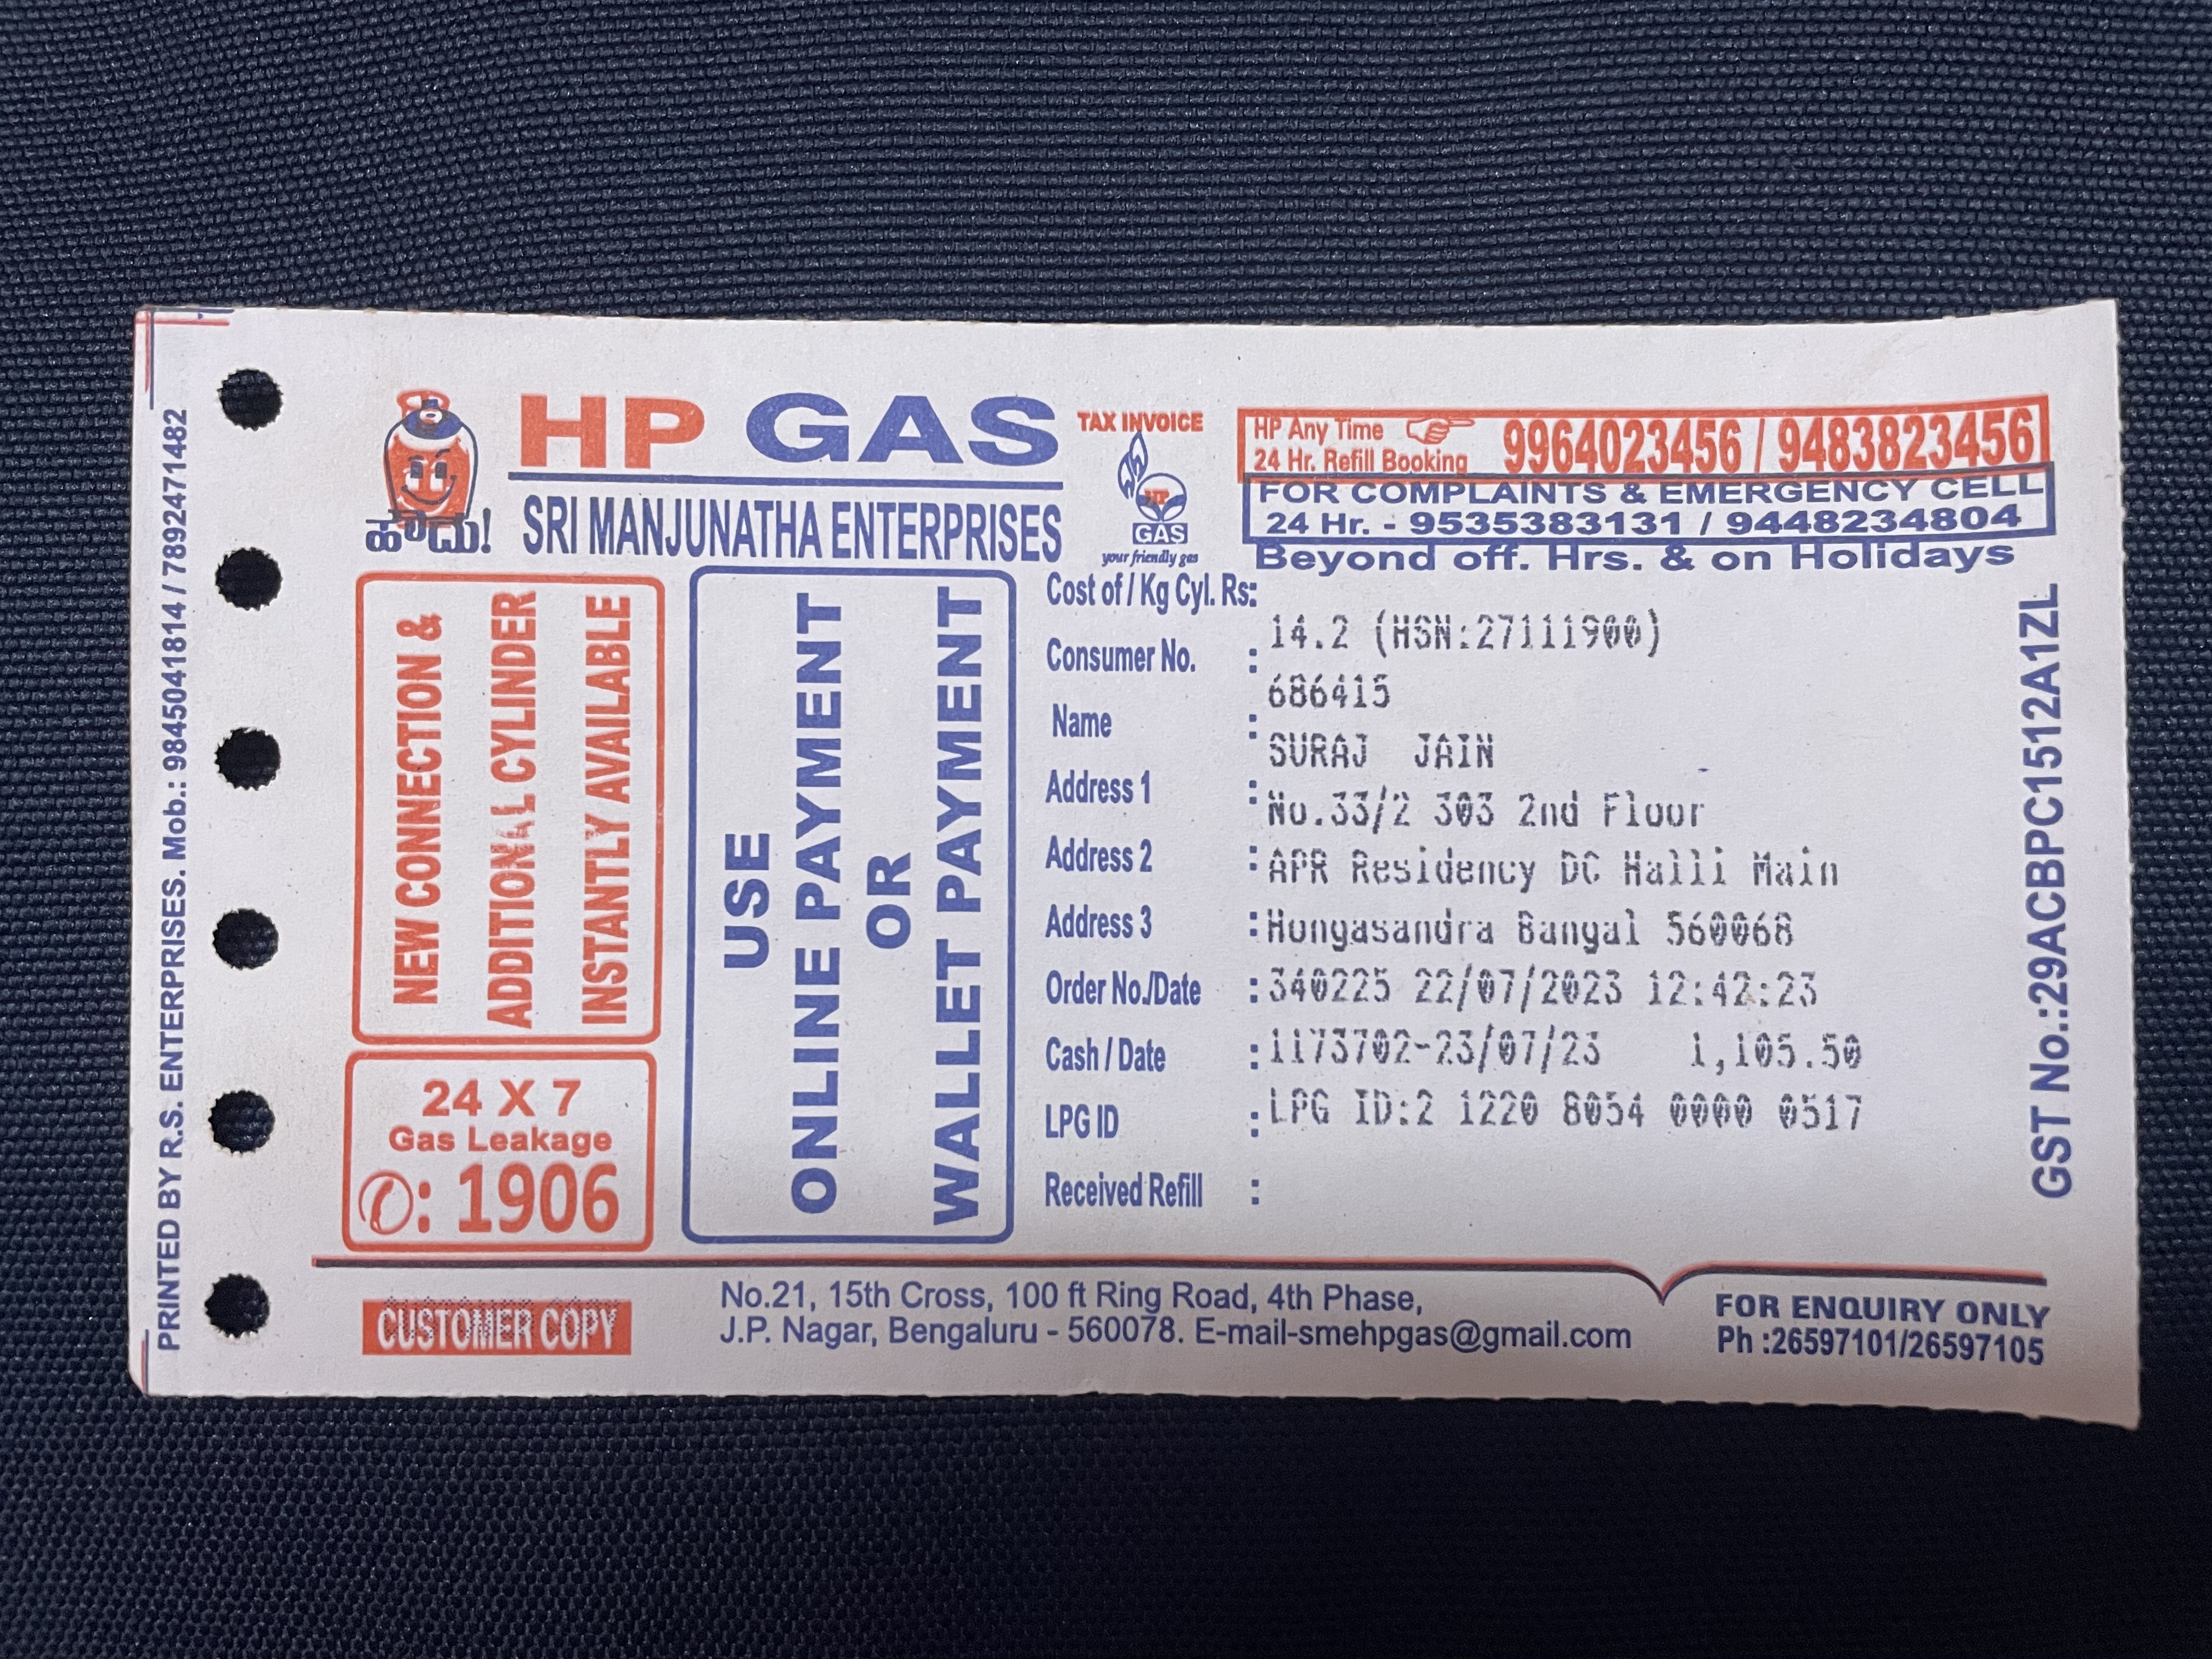 PRINTED BY R.S. ENTERPRISES. Mob.: 9845041814 / 7892471482
ಹೌದು!
HP GAS
SRI MANJUNATHA ENTERPRISES
TAX INVOICE
HP
GAS
your friendly gas
HP Any Time
24 Hr. Refill Booking
9964023456 / 9483823456
FOR COMPLAINTS & EMERGENCY CELL
24 Hr. - 9535383131 / 9448234804
Beyond off. Hrs. & on Holidays
NEW CONNECTION &
ADDITIONAL CYLINDER
INSTANTLY AVAILABLE
24 X 7
Gas Leakage
: 1906
USE
ONLINE PAYMENT
OR
WALLET PAYMENT
Cost of / Kg Cyl. Rs: 14.2 (HSN:27111900)
Consumer No. : 686415
Name : SURAJ JAIN
Address 1 : No.33/2 303 2nd Floor
Address 2 : APR Residency DC Halli Main
Address 3 : Hongasandra Bangal 560068
Order No./Date : 340225 22/07/2023 12:42:23
Cash / Date : 1173702-23/07/23 1,105.50
LPG ID : LPG ID:2 1220 8054 0000 0517
Received Refill :
GST No.:29ACBPC1512A1ZL
CUSTOMER COPY
No.21, 15th Cross, 100 ft Ring Road, 4th Phase,
J.P. Nagar, Bengaluru - 560078. E-mail-smehpgas@gmail.com
FOR ENQUIRY ONLY
Ph :26597101/26597105